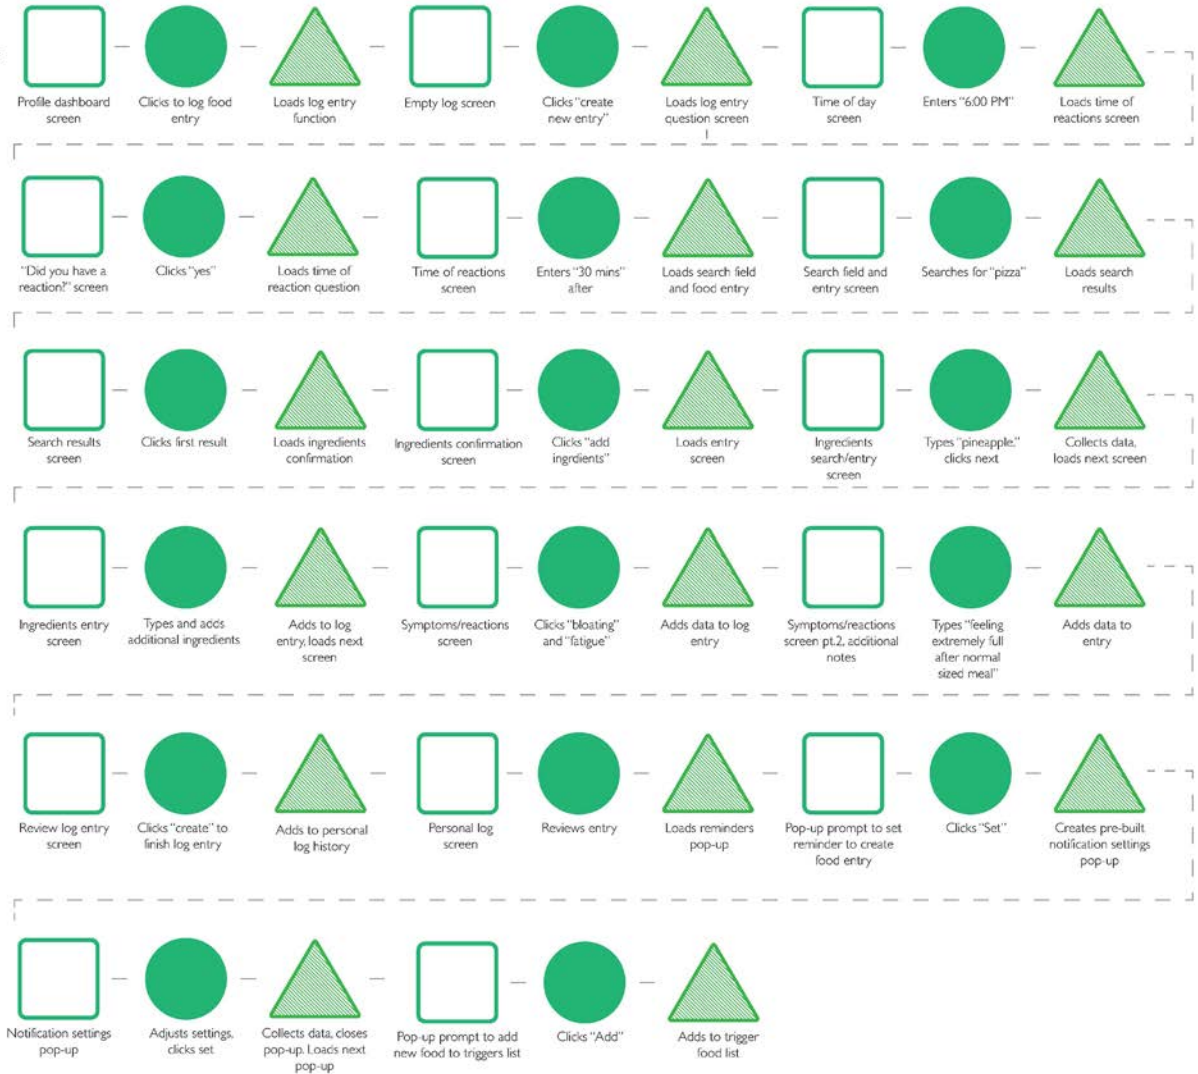 Profile dashboard
screen
Clicks to log food
entry
Loads log entry
function
Empty log screen
Clicks "create
new entry"
Loads log entry
question screen
Time of day
screen
Enters "6:00 PM"
Loads time of
reactions screen
"Did you have a
reaction?" screen
Clicks "yes"
Loads time of
reaction question
Time of reactions
screen
Enters "30 mins"
after
Loads search field
and food entry
Search field and
entry screen
Searches for "pizza"
Loads search
results
Search results
screen
Clicks first result
Loads ingredients
confirmation
Ingredients confirmation
screen
Clicks "add
ingrdients"
Loads entry
screen
Ingredients
search/entry
screen
Types "pineapple,"
clicks next
Collects data,
loads next screen
Ingredients entry
screen
Types and adds
additional ingredients
Adds to log
entry, loads next
screen
Symptoms/reactions
screen
Clicks "bloating"
and "fatigue"
Adds data to log
entry
Symptoms/reactions
screen pt.2, additional
notes
Types "feeling
extremely full
after normal
sized meal"
Adds data to
entry
Review log entry
screen
Clicks "create" to
finish log entry
Adds to personal
log history
Personal log
screen
Reviews entry
Loads reminders
pop-up
Pop-up prompt to set
reminder to create
food entry
Clicks "Set"
Creates pre-built
notification settings
pop-up
Notification settings
pop-up
Adjusts settings,
clicks set
Collects data, closes
pop-up. Loads next
pop-up
Pop-up prompt to add
new food to triggers list
Clicks "Add"
Adds to trigger
food list